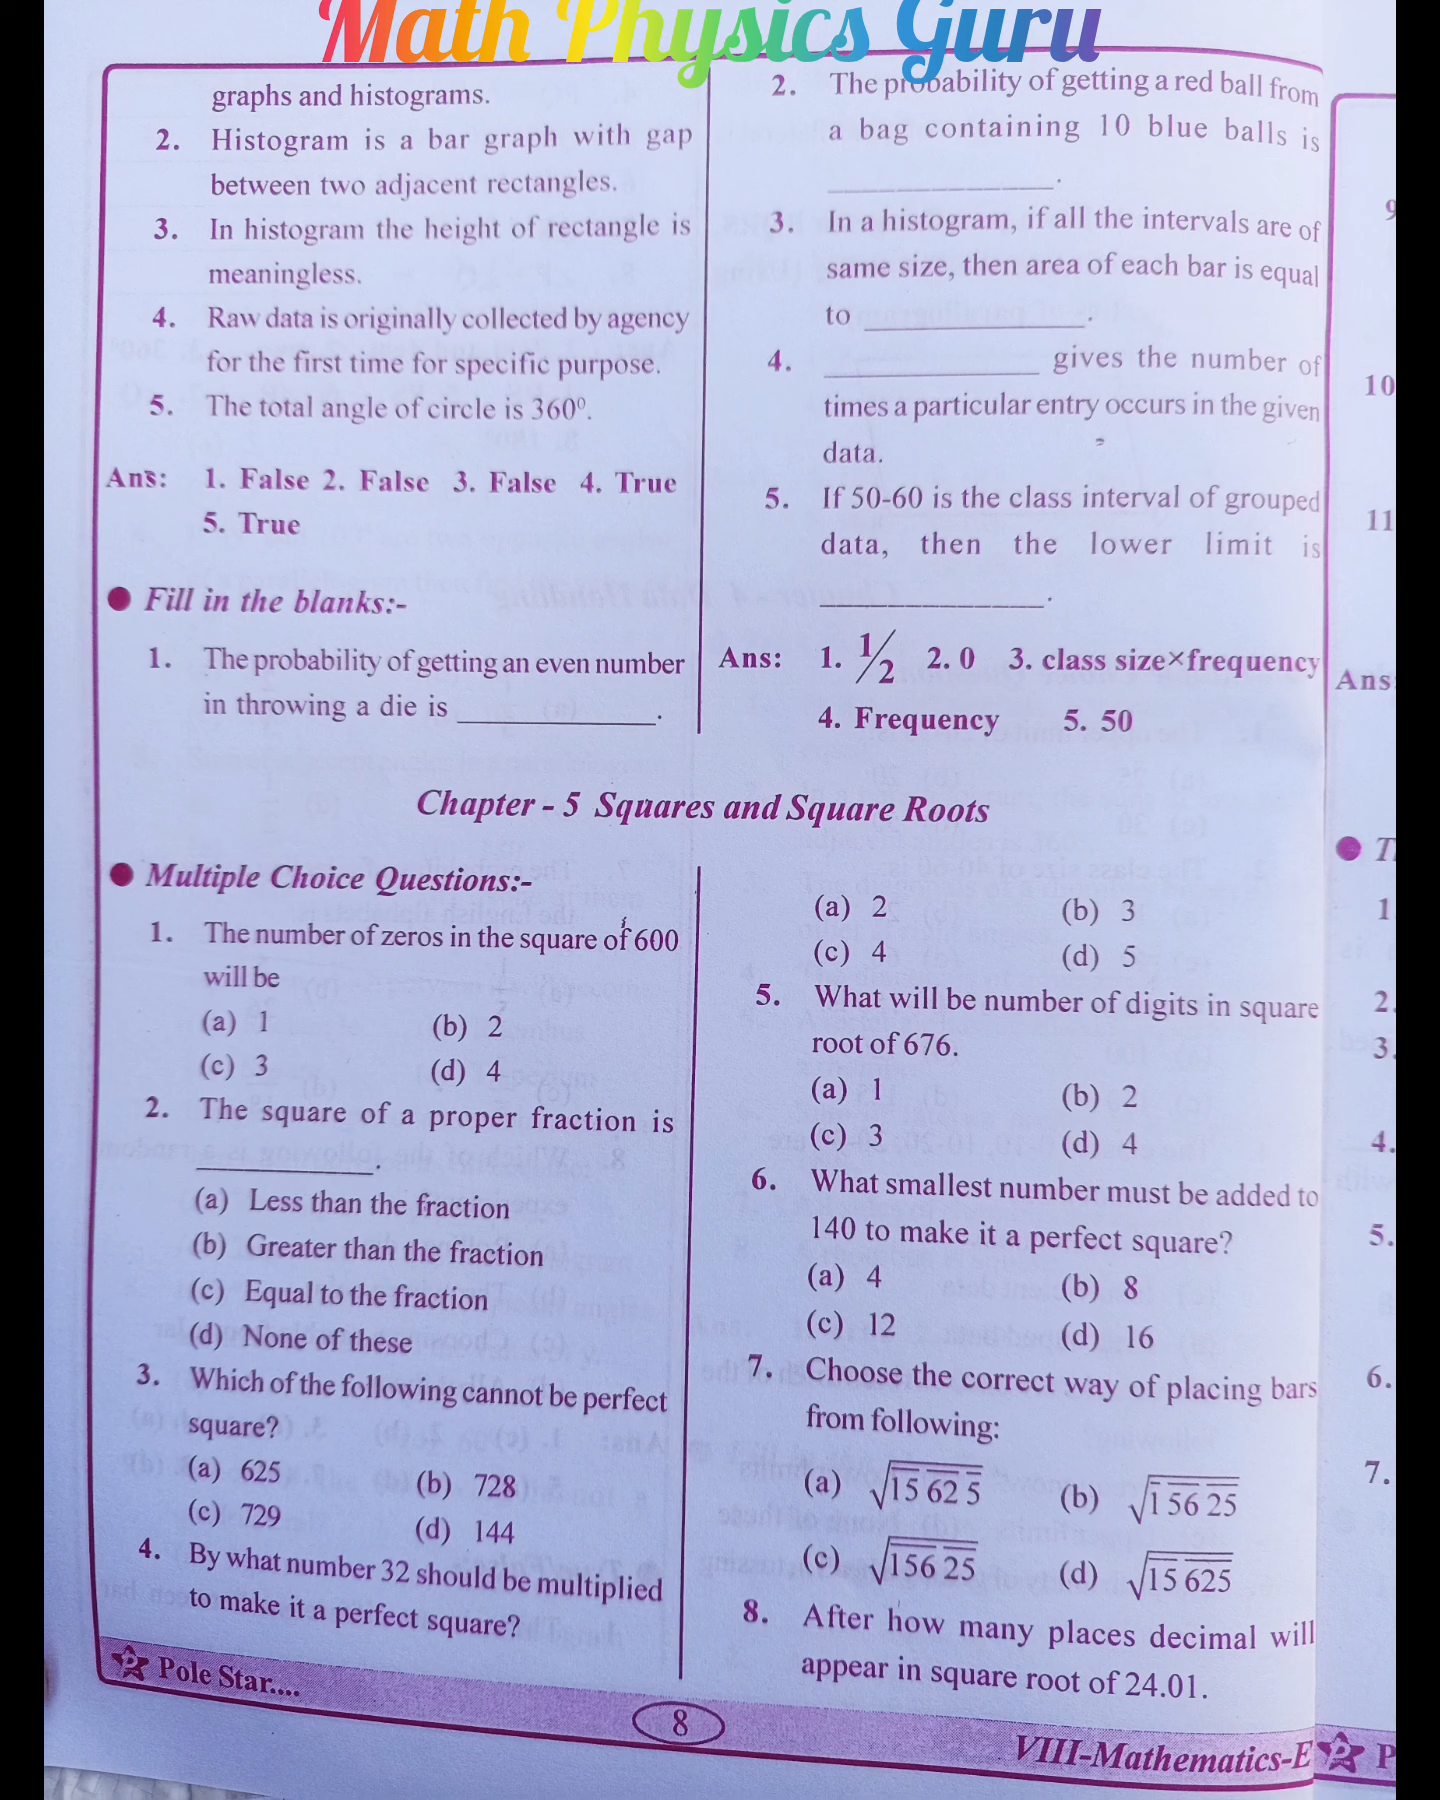 Math Physics Guru
graphs and histograms.
2. Histogram is a bar graph with gap
between two adjacent rectangles.
3. In histogram the height of rectangle is
meaningless.
4. Raw data is originally collected by agency
for the first time for specific purpose.
5. The total angle of circle is 360⁰.
Ans: 1. False 2. False 3. False 4. True
5. True
● Fill in the blanks:-
1. The probability of getting an even number
in throwing a die is ____________.
2. The probability of getting a red ball from
a bag containing 10 blue balls is
____________.
3. In a histogram, if all the intervals are of
same size, then area of each bar is equal
to ____________.
4. ____________ gives the number of
times a particular entry occurs in the given
data.
5. If 50-60 is the class interval of grouped
data, then the lower limit is
____________.
Ans: 1. 1/2 2. 0 3. class size×frequency
4. Frequency 5. 50
Chapter - 5 Squares and Square Roots
● Multiple Choice Questions:-
1. The number of zeros in the square of 600
will be
(a) 1 (b) 2
(c) 3 (d) 4
2. The square of a proper fraction is
____________.
(a) Less than the fraction
(b) Greater than the fraction
(c) Equal to the fraction
(d) None of these
3. Which of the following cannot be perfect
square?
(a) 625 (b) 728
(c) 729 (d) 144
4. By what number 32 should be multiplied
to make it a perfect square?
(a) 2 (b) 3
(c) 4 (d) 5
5. What will be number of digits in square
root of 676.
(a) 1 (b) 2
(c) 3 (d) 4
6. What smallest number must be added to
140 to make it a perfect square?
(a) 4 (b) 8
(c) 12 (d) 16
7. Choose the correct way of placing bars
from following:
(a) √15 62 5 (b) √1 56 25
(c) √156 25 (d) √15 625
8. After how many places decimal will
appear in square root of 24.01.
Pole Star....
8
VIII-Mathematics-E
9
10
11
Ans:
● T
1
2.
3.
4.
5.
6.
7.
P